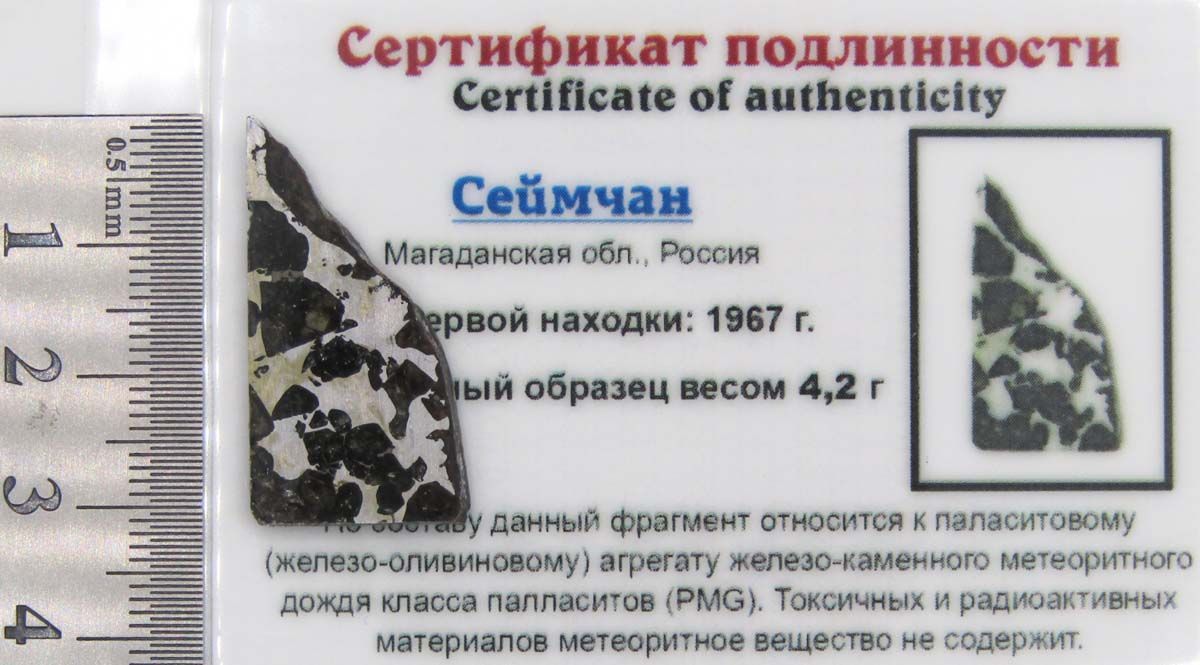 Сертификат подлинности
Certificate of authenticity
Сеймчан
Магаданская обл., Россия
находки: 1967 г.
образец весом 4,2 г
данный фрагмент относится к паласитовому
(железо-оливиновому) агрегату железо-каменного метеоритного
дождя класса палласитов (PMG). Токсичных и радиоактивных
материалов метеоритное вещество не содержит.
0.5 mm
1
2
3
4